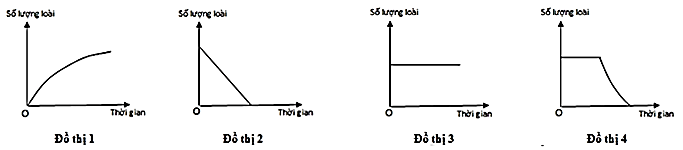 Số lượng loài
O
Thời gian
Đồ thị 1
Số lượng loài
O
Thời gian
Đồ thị 2
Số lượng loài
O
Thời gian
Đồ thị 3
Số lượng loài
O
Thời gian
Đồ thị 4